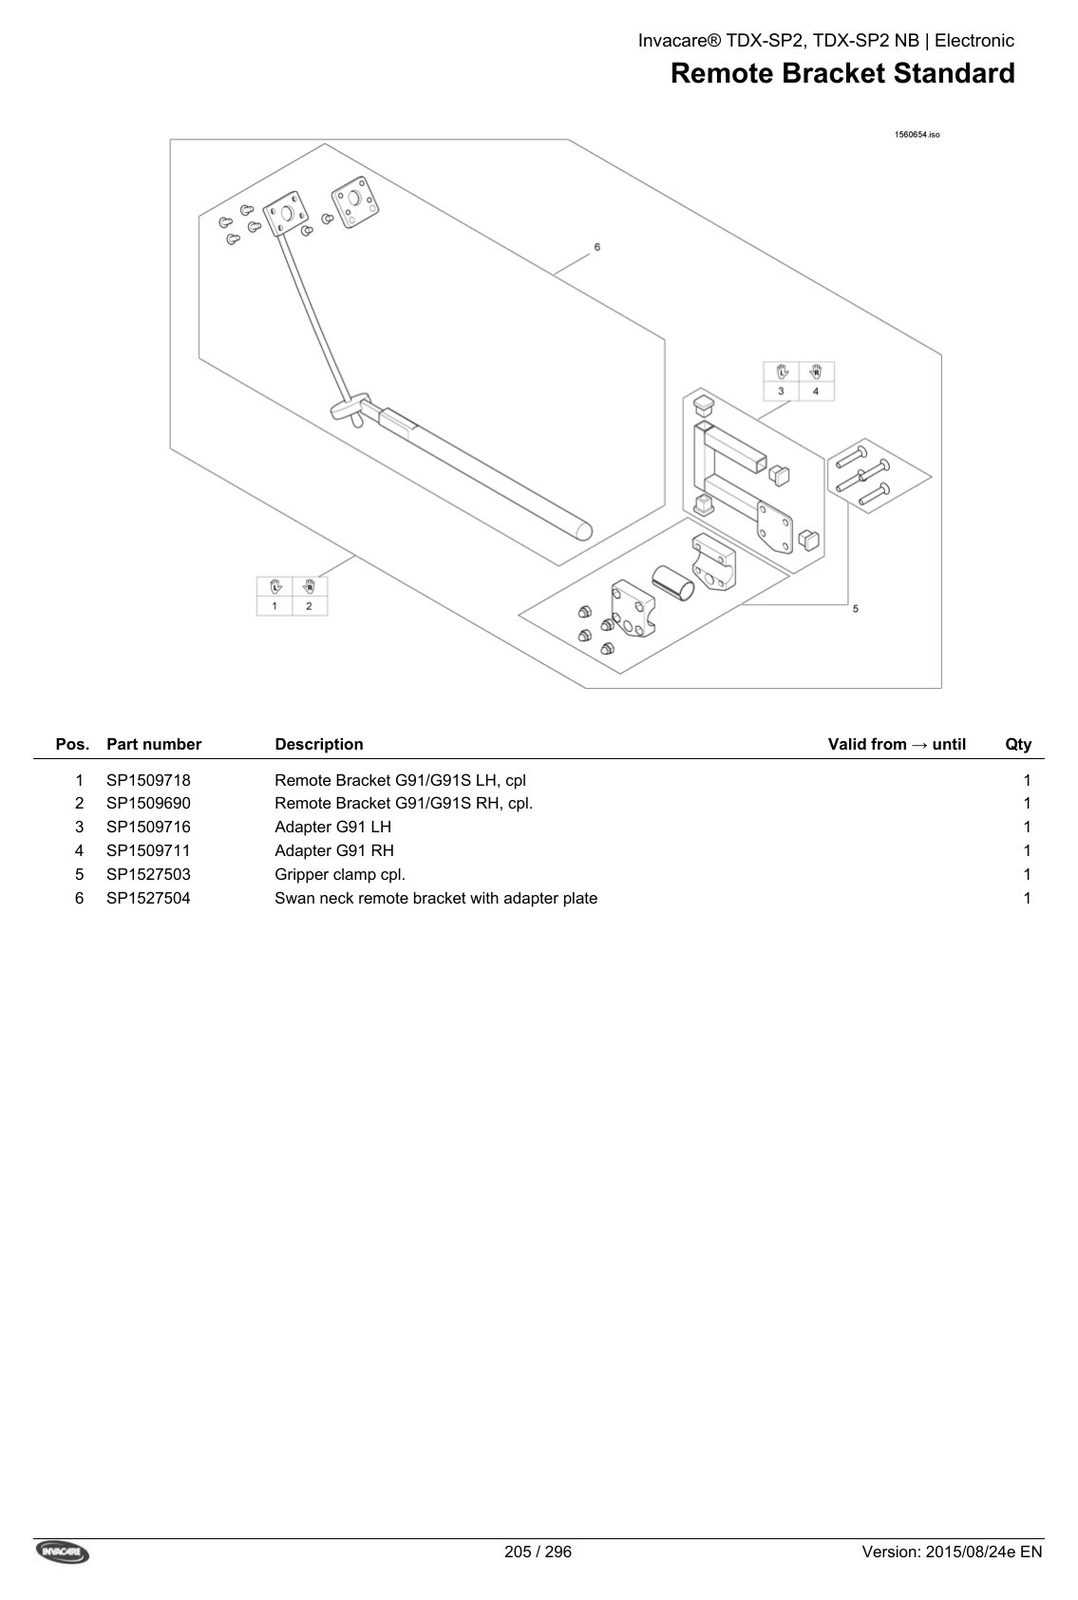 Invacare® TDX-SP2, TDX-SP2 NB | Electronic
Remote Bracket Standard
1560654.iso
6
L R
3 4
L R
1 2
5
Pos. Part number Description Valid from → until Qty
1 SP1509718 Remote Bracket G91/G91S LH, cpl 1
2 SP1509690 Remote Bracket G91/G91S RH, cpl. 1
3 SP1509716 Adapter G91 LH 1
4 SP1509711 Adapter G91 RH 1
5 SP1527503 Gripper clamp cpl. 1
6 SP1527504 Swan neck remote bracket with adapter plate 1
INVACARE 205 / 296 Version: 2015/08/24e EN